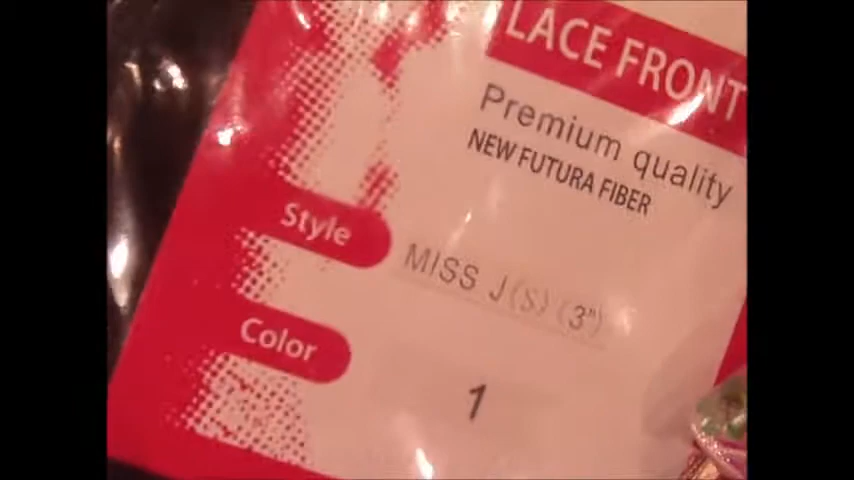 LACE FRONT
Premium quality
NEW FUTURA FIBER
Style
MISS J(S) (3")
Color
1